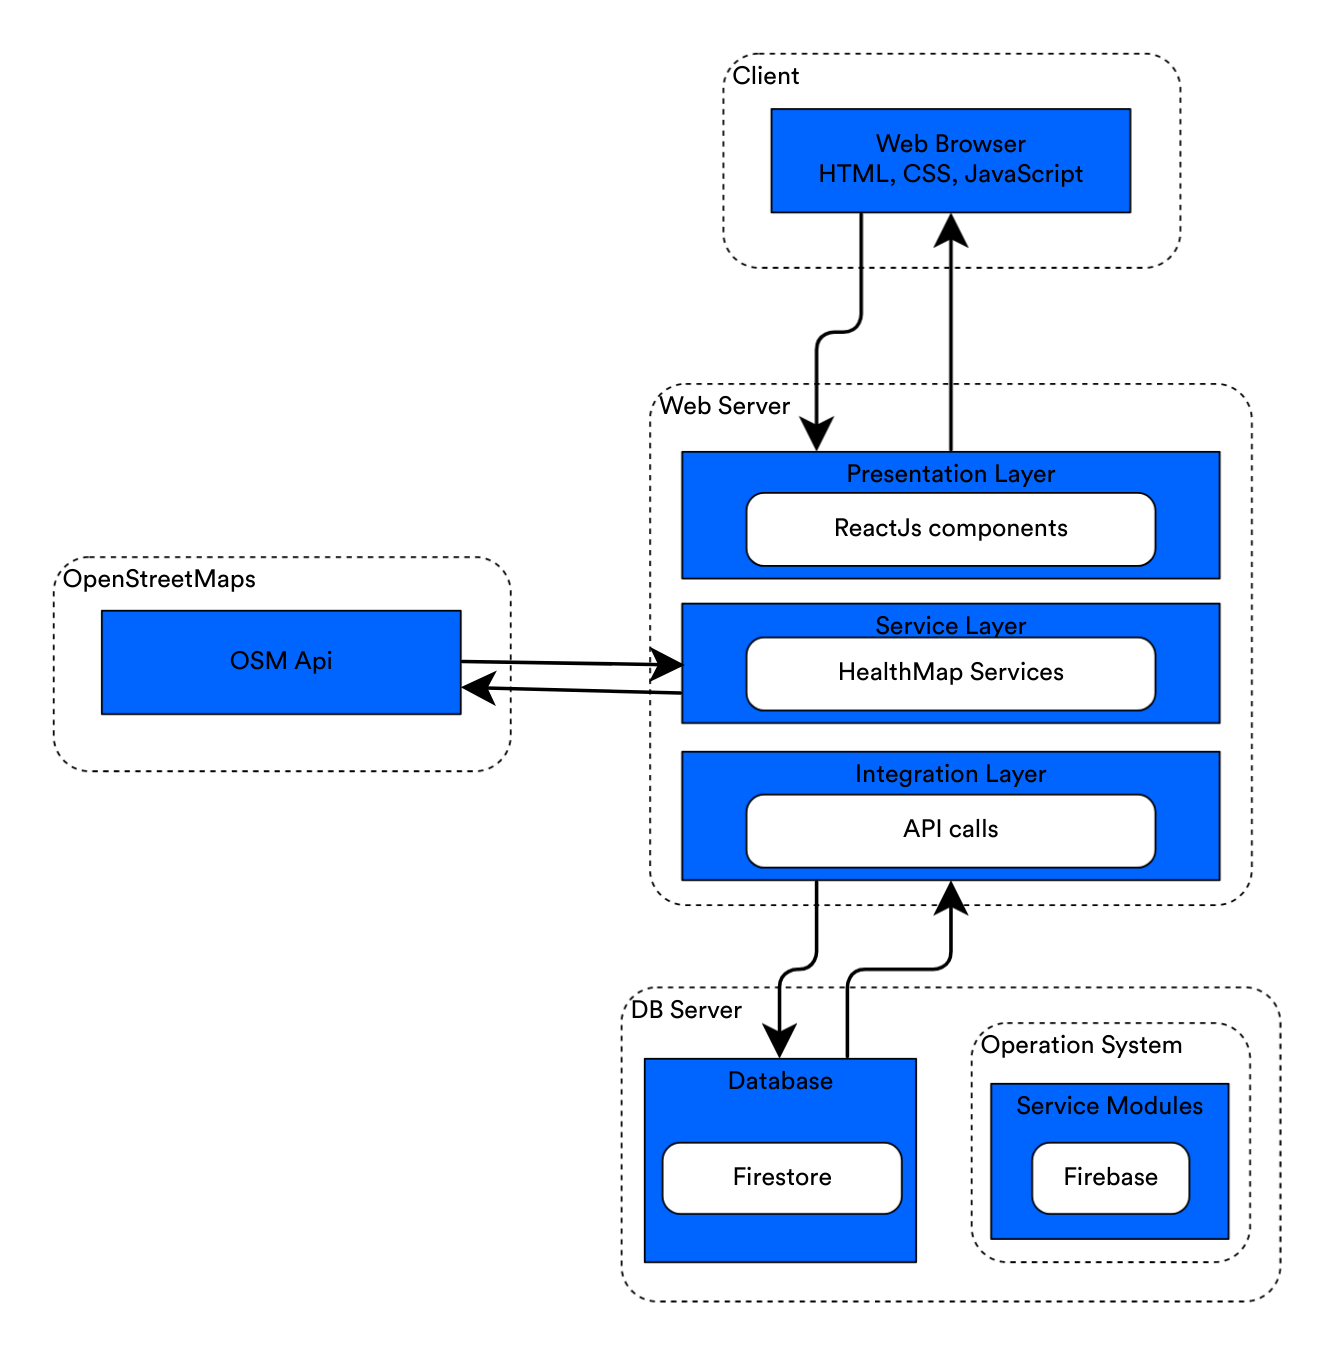 Client
Web Browser
HTML, CSS, JavaScript
Web Server
Presentation Layer
ReactJs components
OpenStreetMaps
OSM Api
Service Layer
HealthMap Services
Integration Layer
API calls
DB Server
Database
Firestore
Operation System
Service Modules
Firebase